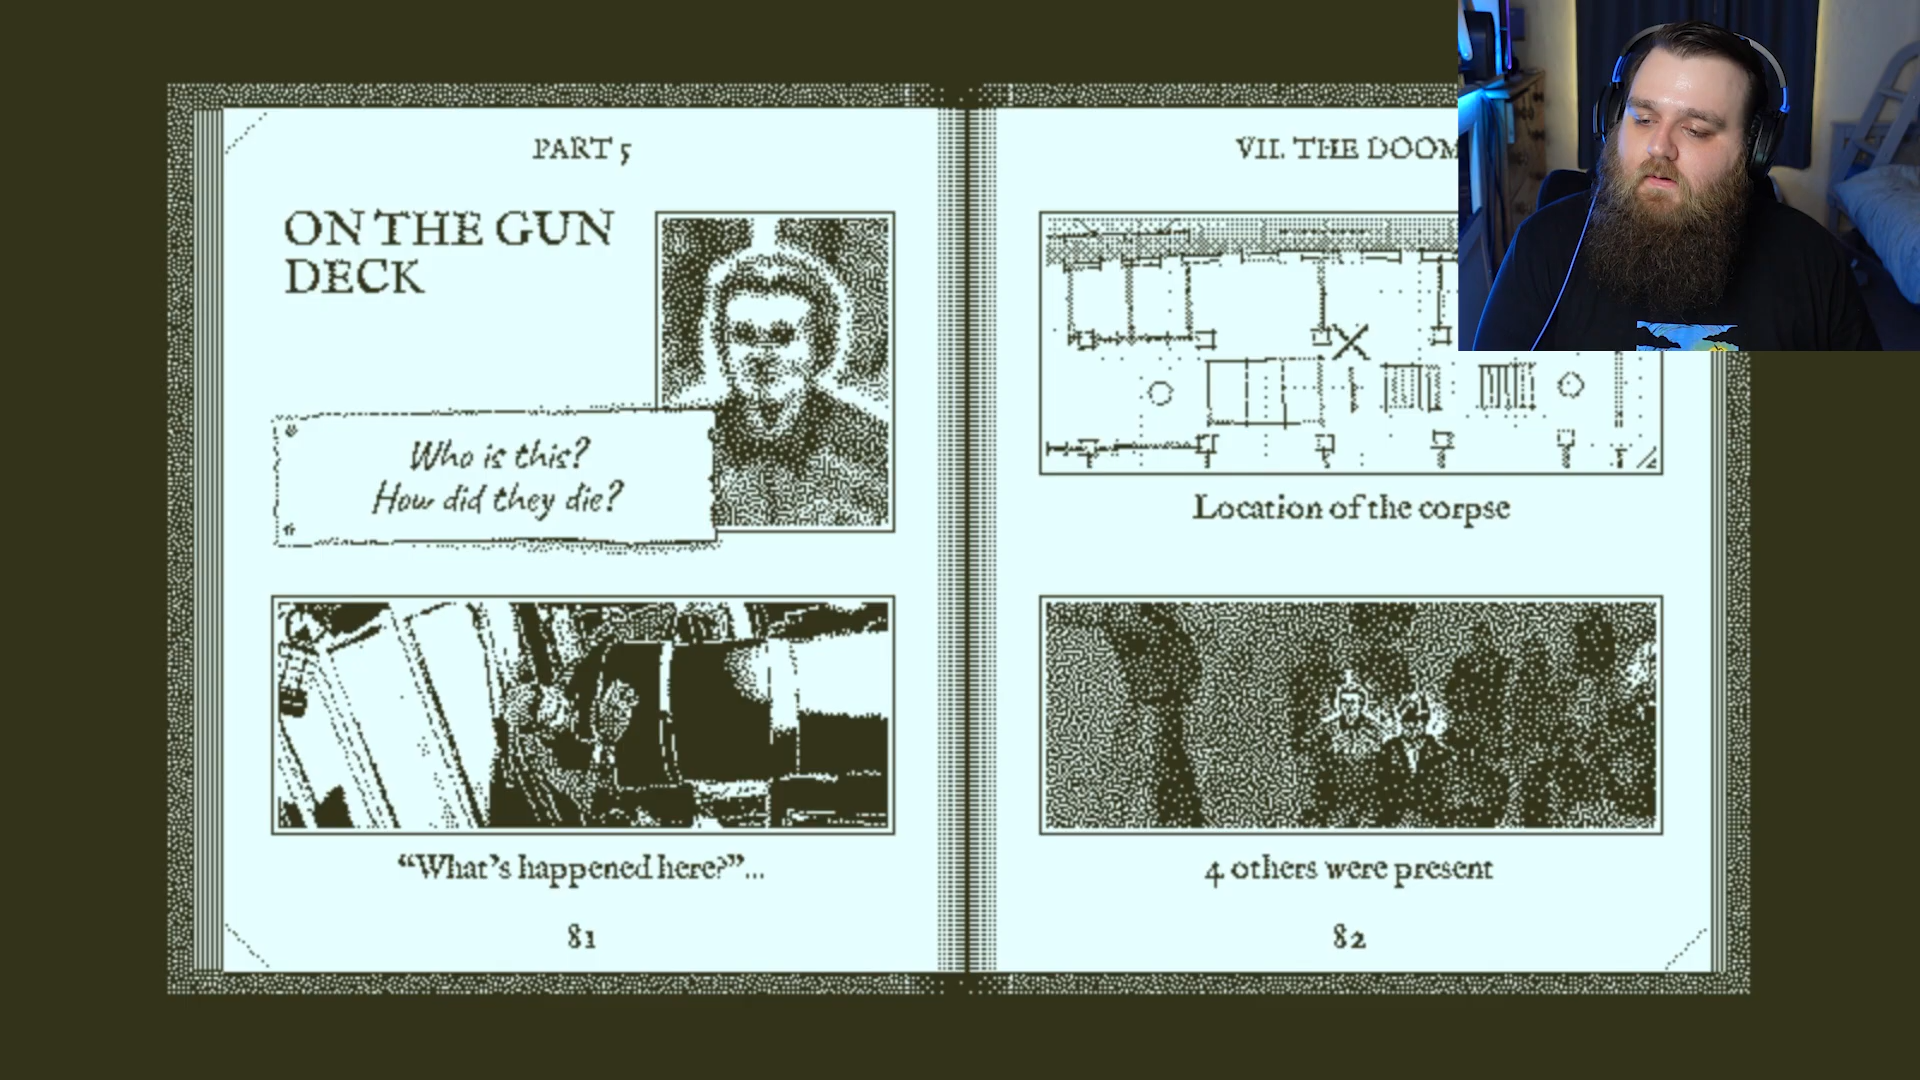 PART 5
ON THE GUN
DECK
Who is this?
How did they die?
“What’s happened here?”...
81
VII. THE DOOM
Location of the corpse
4 others were present
82